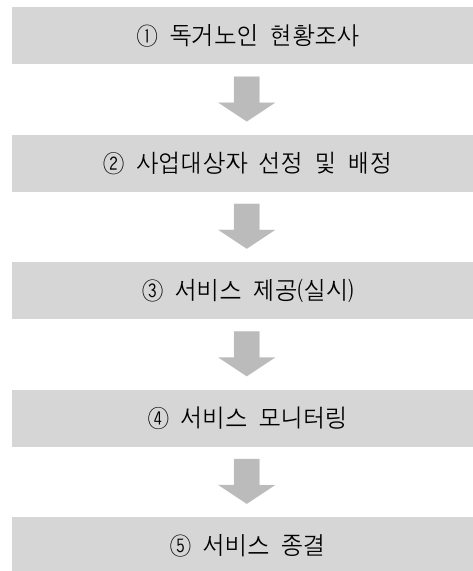 ① 독거노인 현황조사
② 사업대상자 선정 및 배정
③ 서비스 제공(실시)
④ 서비스 모니터링
⑤ 서비스 종결